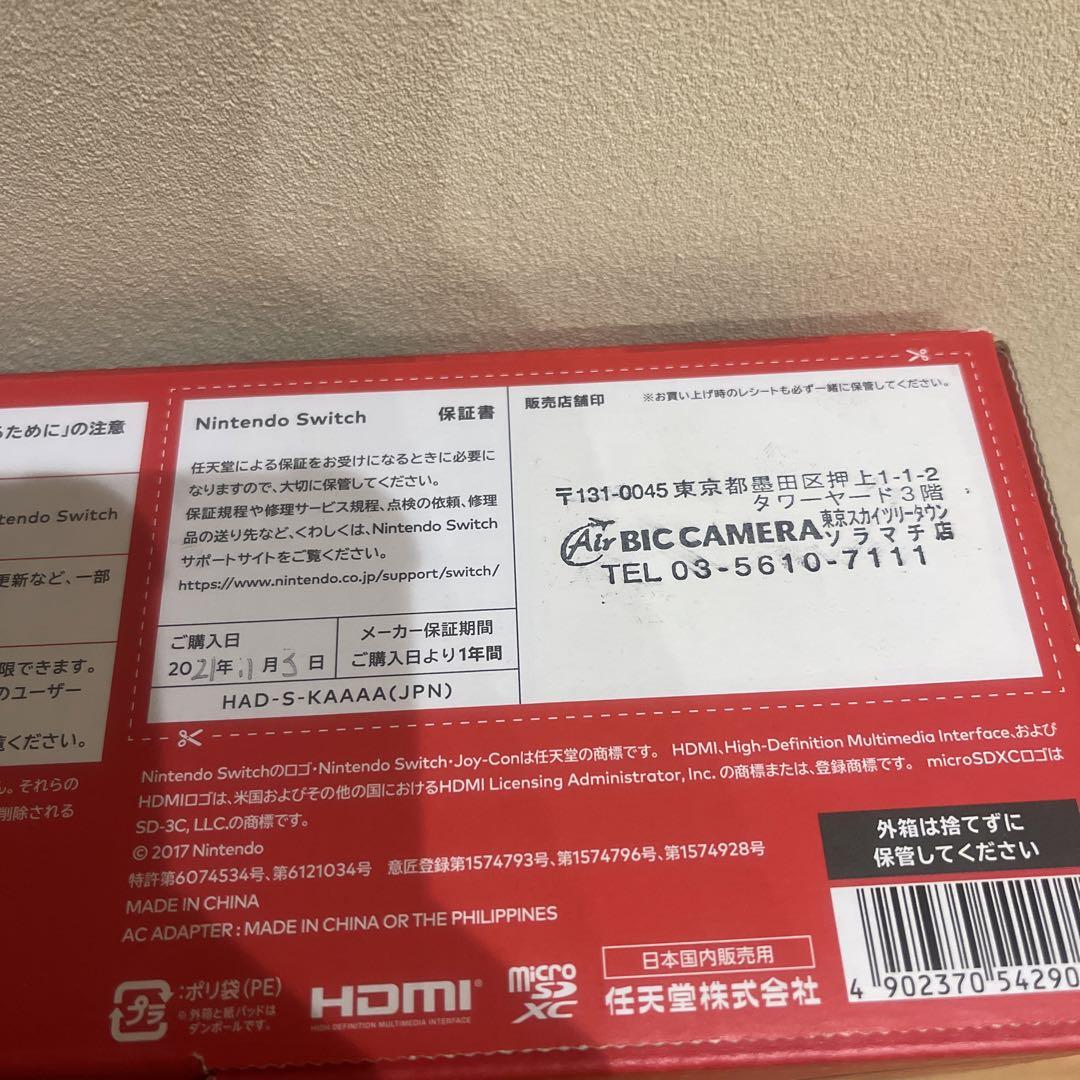 るために」の注意
tendo Switch
更新など、一部
限できます。
のユーザー
ください。
それらの
削除される
Nintendo Switch 保証書
任天堂による保証をお受けになるときに必要に
なりますので、大切に保管してください。
保証規程や修理サービス規程、点検の依頼、修理
品の送り先など、くわしくは、Nintendo Switch
サポートサイトをご覧ください。
https://www.nintendo.co.jp/support/switch/
ご購入日
2021年11月3日
メーカー保証期間
ご購入日より1年間
HAD-S-KAAAA(JPN)
販売店舗印 ※お買い上げ時のレシートも必ず一緒に保管してください。
〒131-0045 東京都墨田区押上1-1-2
タワーヤード3階
Air BIC CAMERA 東京スカイツリータウン
ソラマチ店
TEL 03-5610-7111
Nintendo Switchのロゴ・Nintendo Switch・Joy-Conは任天堂の商標です。 HDMI、High-Definition Multimedia Interface、および
HDMIロゴは、米国およびその他の国におけるHDMI Licensing Administrator, Inc. の商標または、登録商標です。 microSDXCロゴは
SD-3C, LLC.の商標です。
© 2017 Nintendo
特許第6074534号、第6121034号 意匠登録第1574793号、第1574796号、第1574928号
MADE IN CHINA
AC ADAPTER : MADE IN CHINA OR THE PHILIPPINES
プラ :ポリ袋(PE)
※外箱と紙パッドは
ダンボールです。
HDMI®
HIGH-DEFINITION MULTIMEDIA INTERFACE
micro
SD
XC
日本国内販売用
任天堂株式会社
外箱は捨てずに
保管してください
4 902370 54290